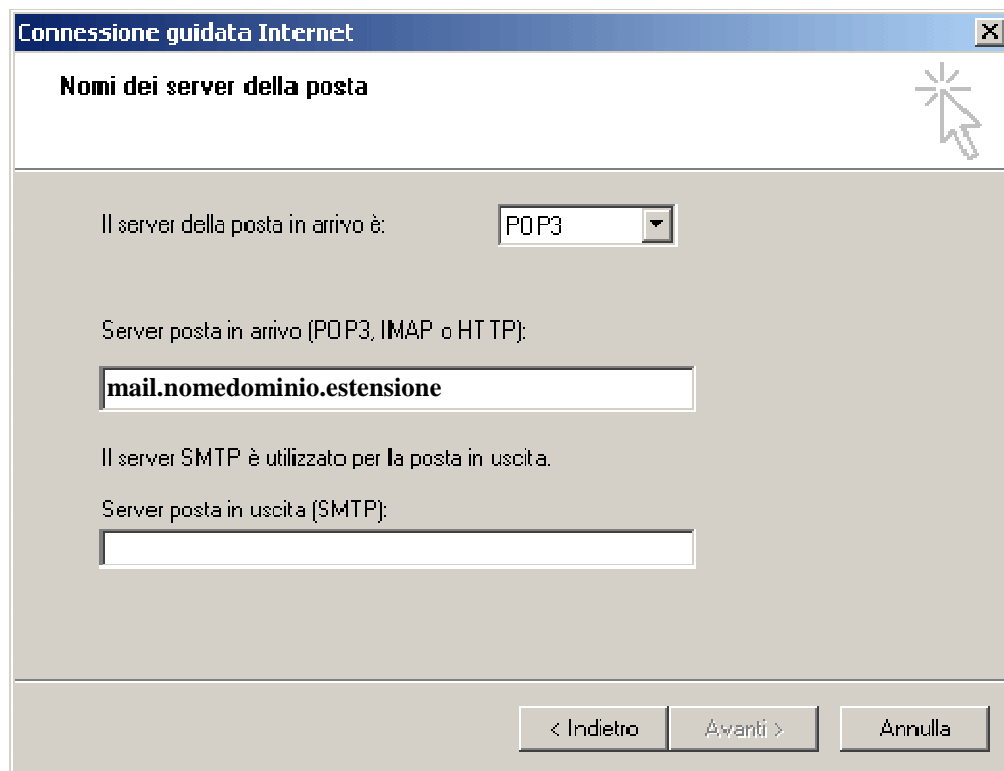 Connessione guidata Internet
Nomi dei server della posta
Il server della posta in arrivo è:
POP3
Server posta in arrivo (POP3, IMAP o HTTP):
mail.nomedominio.estensione
Il server SMTP è utilizzato per la posta in uscita.
Server posta in uscita (SMTP):
< Indietro
Avanti >
Annulla